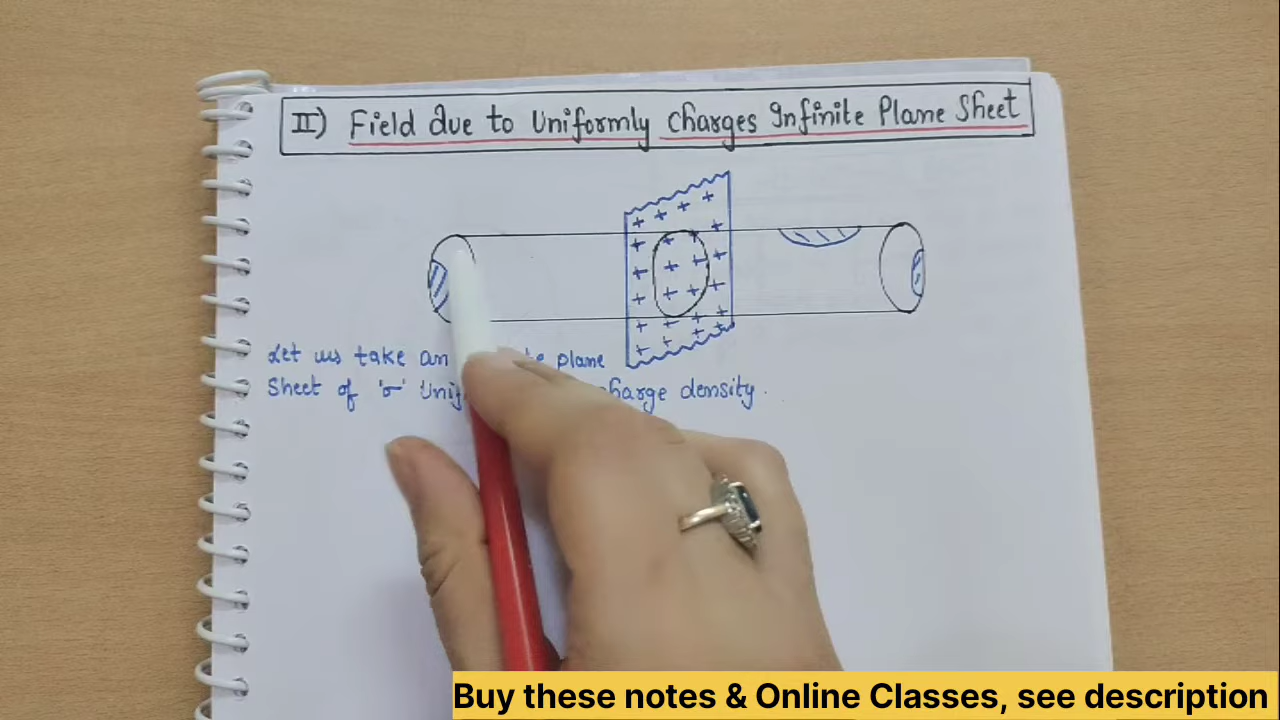 II) Field due to Uniformly Charges Infinite Plane Sheet
Let us take an plane
Sheet of 'σ' charge density.
Buy these notes & Online Classes, see description